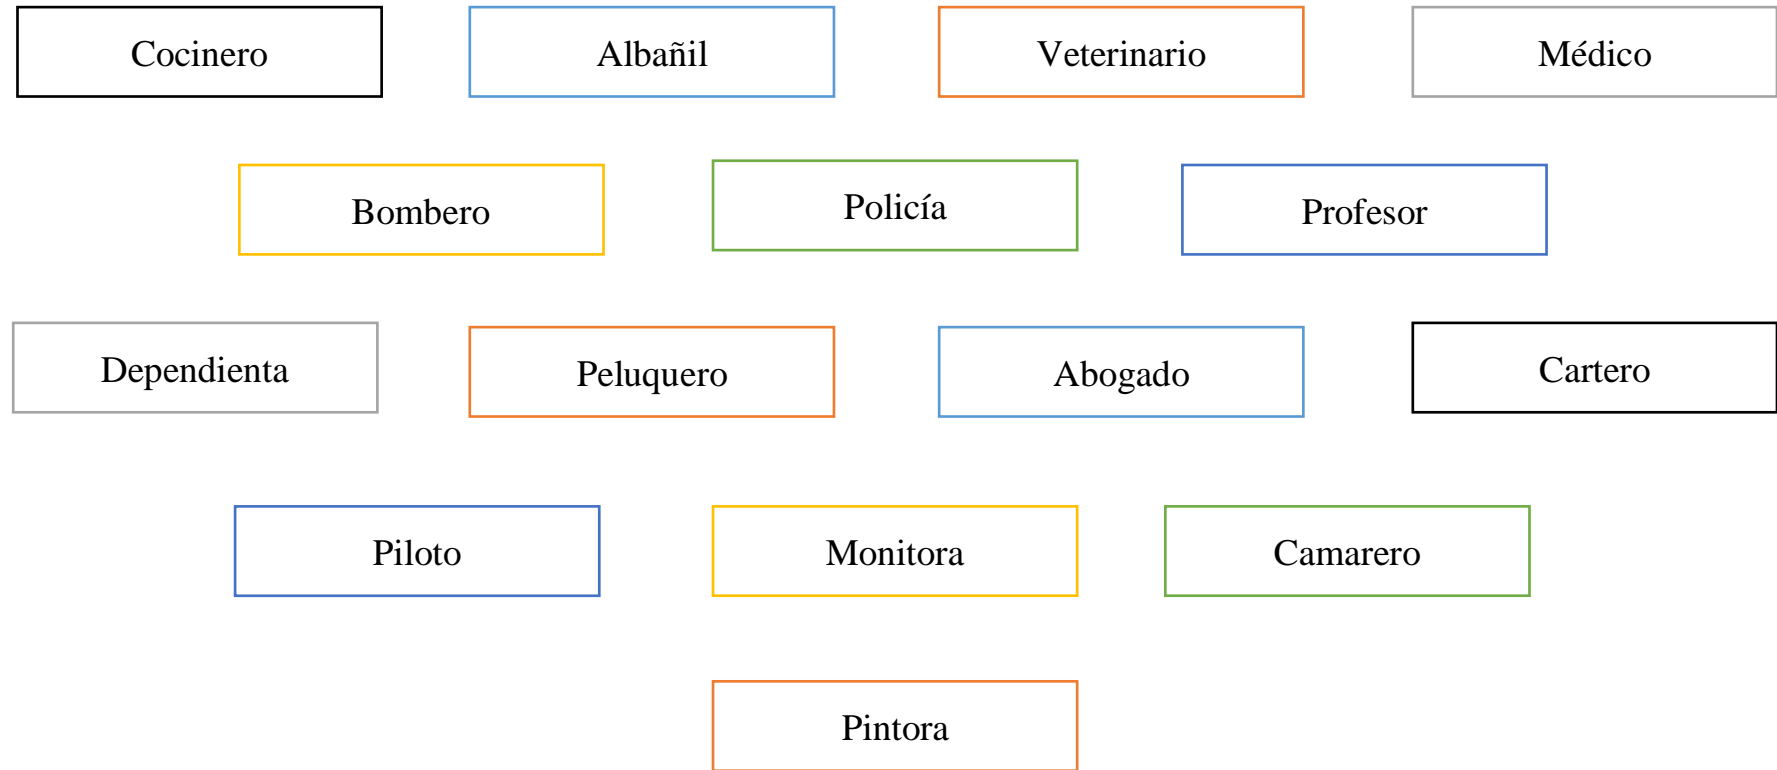 Cocinero
Albañil
Veterinario
Médico
Bombero
Policía
Profesor
Dependienta
Peluquero
Abogado
Cartero
Piloto
Monitora
Camarero
Pintora